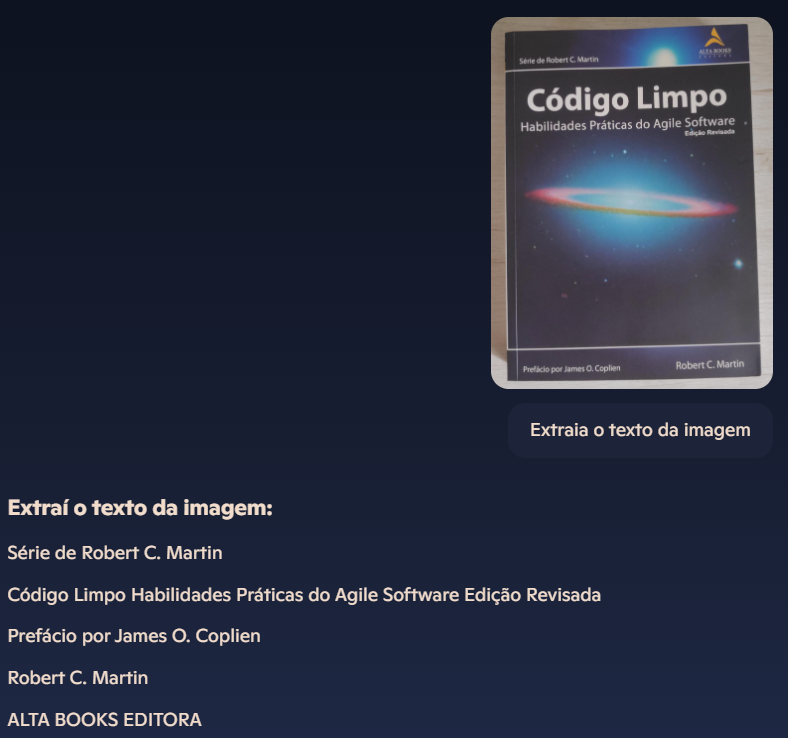 Série de Robert C. Martin
ALTA BOOKS
EDITORA
Código Limpo
Habilidades Práticas do Agile Software
Edição Revisada
Prefácio por James O. Coplien
Robert C. Martin
Extraia o texto da imagem
Extraí o texto da imagem:
Série de Robert C. Martin
Código Limpo Habilidades Práticas do Agile Software Edição Revisada
Prefácio por James O. Coplien
Robert C. Martin
ALTA BOOKS EDITORA